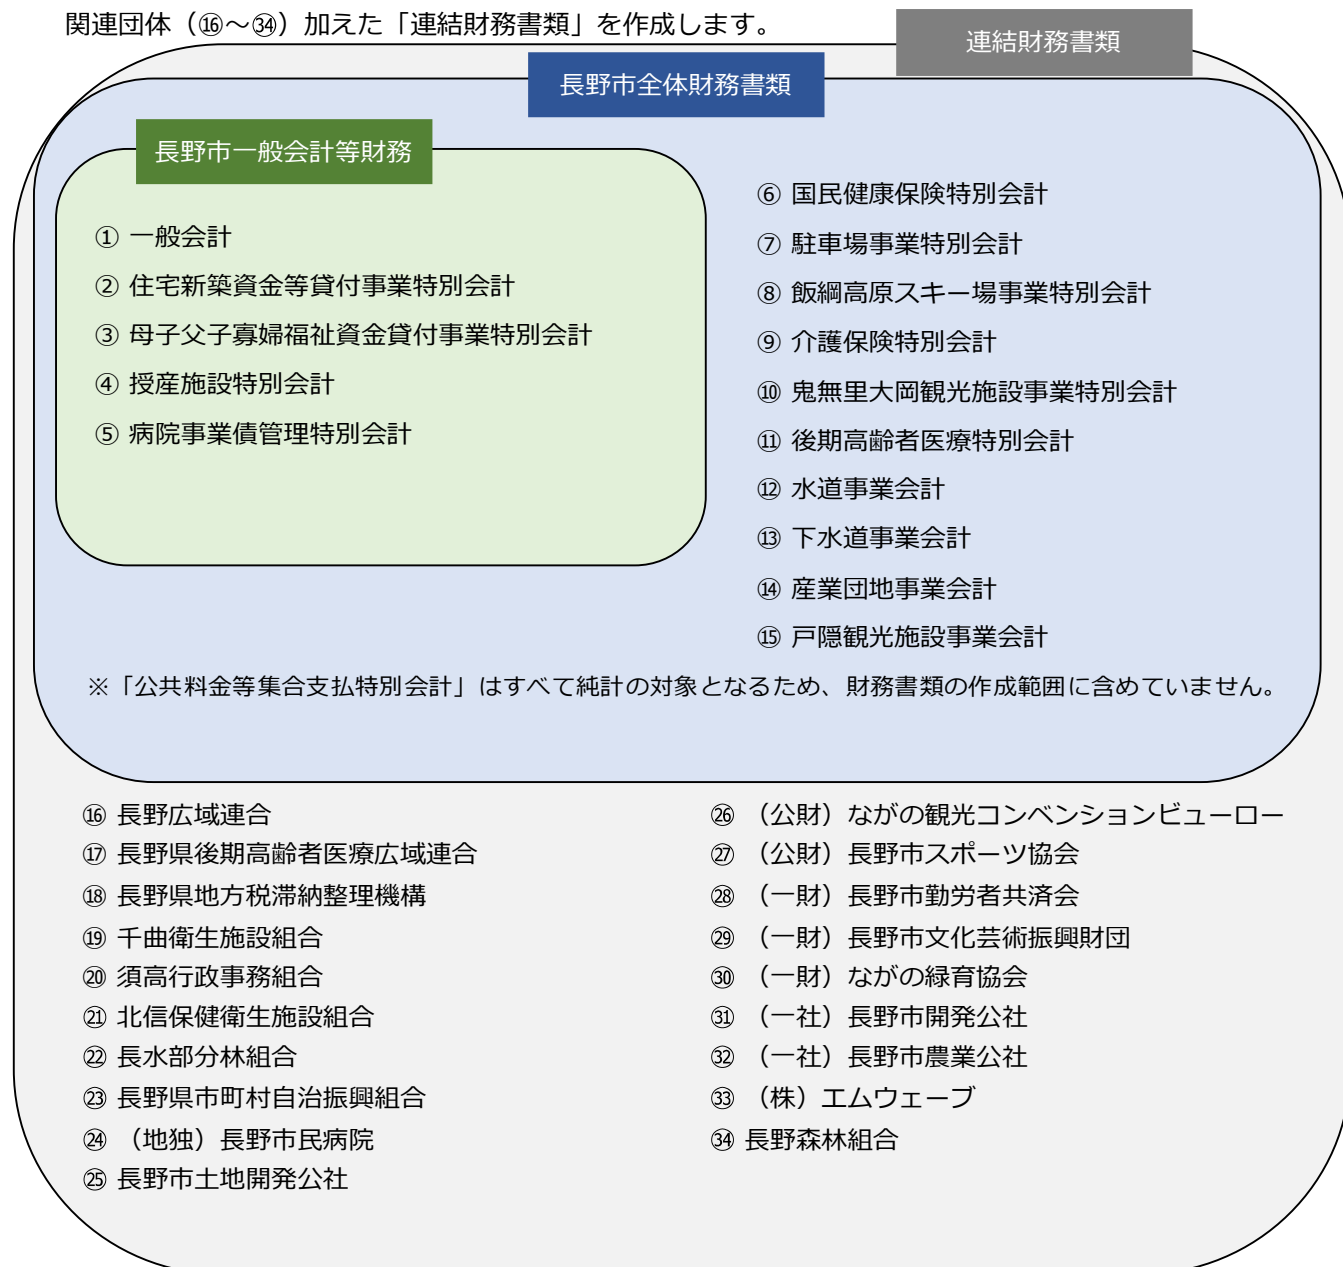 関連団体（⑯～㉞）加えた「連結財務書類」を作成します。
連結財務書類
長野市全体財務書類
長野市一般会計等財務
① 一般会計
② 住宅新築資金等貸付事業特別会計
③ 母子父子寡婦福祉資金貸付事業特別会計
④ 授産施設特別会計
⑤ 病院事業債管理特別会計
⑥ 国民健康保険特別会計
⑦ 駐車場事業特別会計
⑧ 飯綱高原スキー場事業特別会計
⑨ 介護保険特別会計
⑩ 鬼無里大岡観光施設事業特別会計
⑪ 後期高齢者医療特別会計
⑫ 水道事業会計
⑬ 下水道事業会計
⑭ 産業団地事業会計
⑮ 戸隠観光施設事業会計
※「公共料金等集合支払特別会計」はすべて純計の対象となるため、財務書類の作成範囲に含めていません。
⑯ 長野広域連合
⑰ 長野県後期高齢者医療広域連合
⑱ 長野県地方税滞納整理機構
⑲ 千曲衛生施設組合
⑳ 須高行政事務組合
㉑ 北信保健衛生施設組合
㉒ 長水部分林組合
㉓ 長野県市町村自治振興組合
㉔ （地独）長野市民病院
㉕ 長野市土地開発公社
㉖ （公財）ながの観光コンベンションビューロー
㉗ （公財）長野市スポーツ協会
㉘ （一財）長野市勤労者共済会
㉙ （一財）長野市文化芸術振興財団
㉚ （一財）ながの緑育協会
㉛ （一社）長野市開発公社
㉜ （一社）長野市農業公社
㉝ （株）エムウェーブ
㉞ 長野森林組合